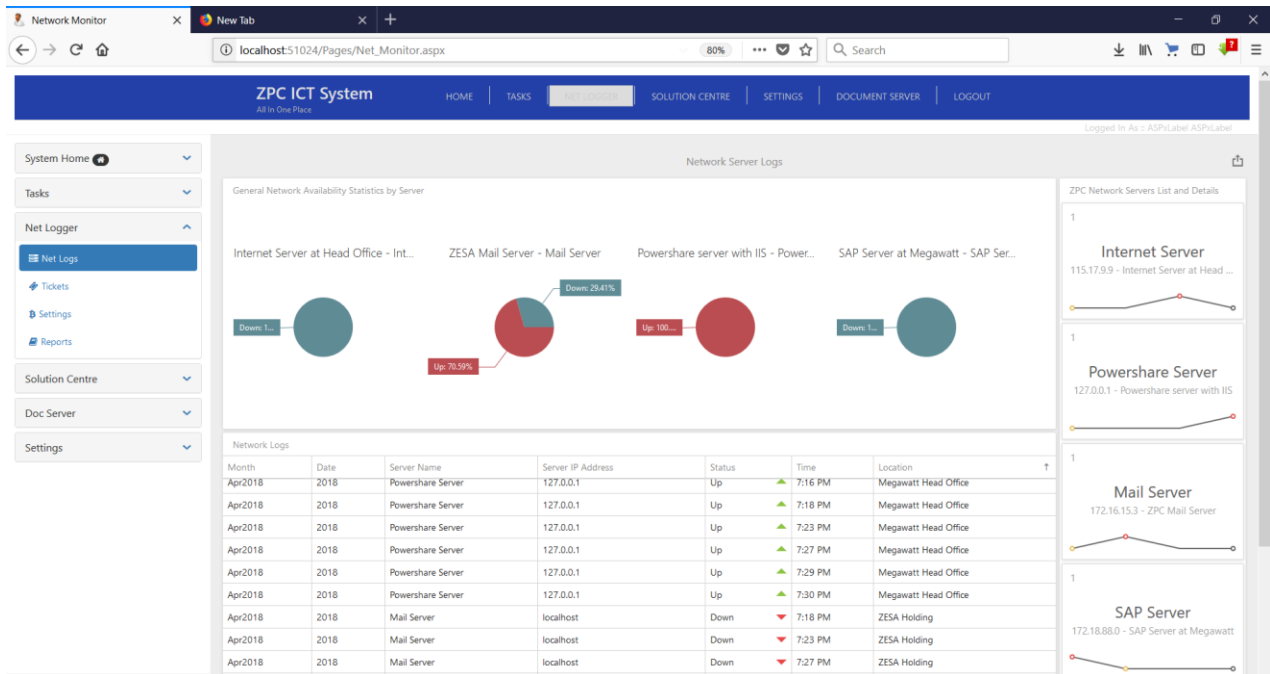 Network Monitor
New Tab
localhost:51024/Pages/Net_Monitor.aspx
80%
Search
ZPC ICT System
All In One Place
HOME
TASKS
NET LOGGER
SOLUTION CENTRE
SETTINGS
DOCUMENT SERVER
LOGOUT
Logged In As :: ASPxLabel ASPxLabel
System Home
Tasks
Net Logger
Net Logs
Tickets
Settings
Reports
Solution Centre
Doc Server
Settings
Network Server Logs
General Network Availability Statistics by Server
Internet Server at Head Office - Int...
ZESA Mail Server - Mail Server
Powershare server with IIS - Power...
SAP Server at Megawatt - SAP Ser...
Down: 1...
Down: 29.41%
Up: 70.59%
Up: 100...
Down: 1...
Network Logs
Month Date Server Name Server IP Address Status Time Location
Apr2018 2018 Powershare Server 127.0.0.1 Up 7:16 PM Megawatt Head Office
Apr2018 2018 Powershare Server 127.0.0.1 Up 7:18 PM Megawatt Head Office
Apr2018 2018 Powershare Server 127.0.0.1 Up 7:23 PM Megawatt Head Office
Apr2018 2018 Powershare Server 127.0.0.1 Up 7:27 PM Megawatt Head Office
Apr2018 2018 Powershare Server 127.0.0.1 Up 7:29 PM Megawatt Head Office
Apr2018 2018 Powershare Server 127.0.0.1 Up 7:30 PM Megawatt Head Office
Apr2018 2018 Mail Server localhost Down 7:18 PM ZESA Holding
Apr2018 2018 Mail Server localhost Down 7:23 PM ZESA Holding
Apr2018 2018 Mail Server localhost Down 7:27 PM ZESA Holding
ZPC Network Servers List and Details
1
Internet Server
115.17.9.9 - Internet Server at Head ...
1
Powershare Server
127.0.0.1 - Powershare server with IIS
1
Mail Server
172.16.15.3 - ZPC Mail Server
1
SAP Server
172.18.88.0 - SAP Server at Megawatt